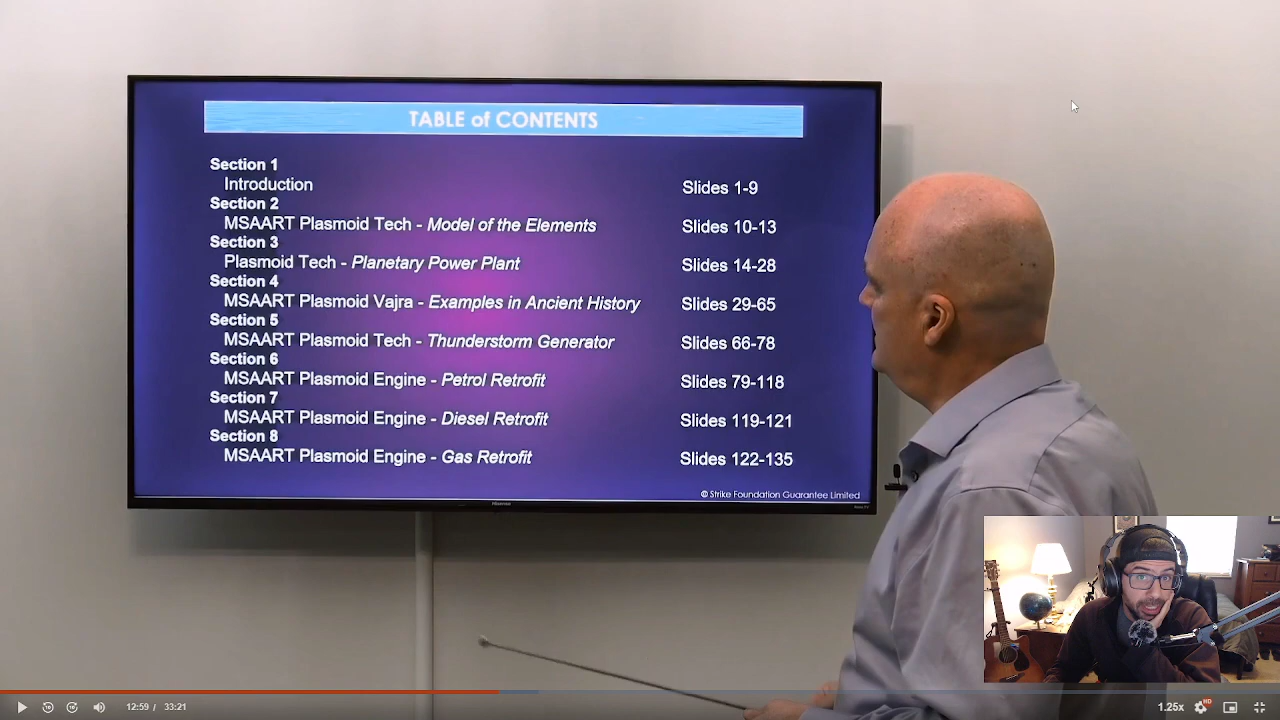 TABLE of CONTENTS
Section 1
Introduction Slides 1-9
Section 2
MSAART Plasmoid Tech - Model of the Elements Slides 10-13
Section 3
Plasmoid Tech - Planetary Power Plant Slides 14-28
Section 4
MSAART Plasmoid Vajra - Examples in Ancient History Slides 29-65
Section 5
MSAART Plasmoid Tech - Thunderstorm Generator Slides 66-78
Section 6
MSAART Plasmoid Engine - Petrol Retrofit Slides 79-118
Section 7
MSAART Plasmoid Engine - Diesel Retrofit Slides 119-121
Section 8
MSAART Plasmoid Engine - Gas Retrofit Slides 122-135
© Strike Foundation Guarantee Limited
Hisense
12:59 / 33:21
1.25x
HD